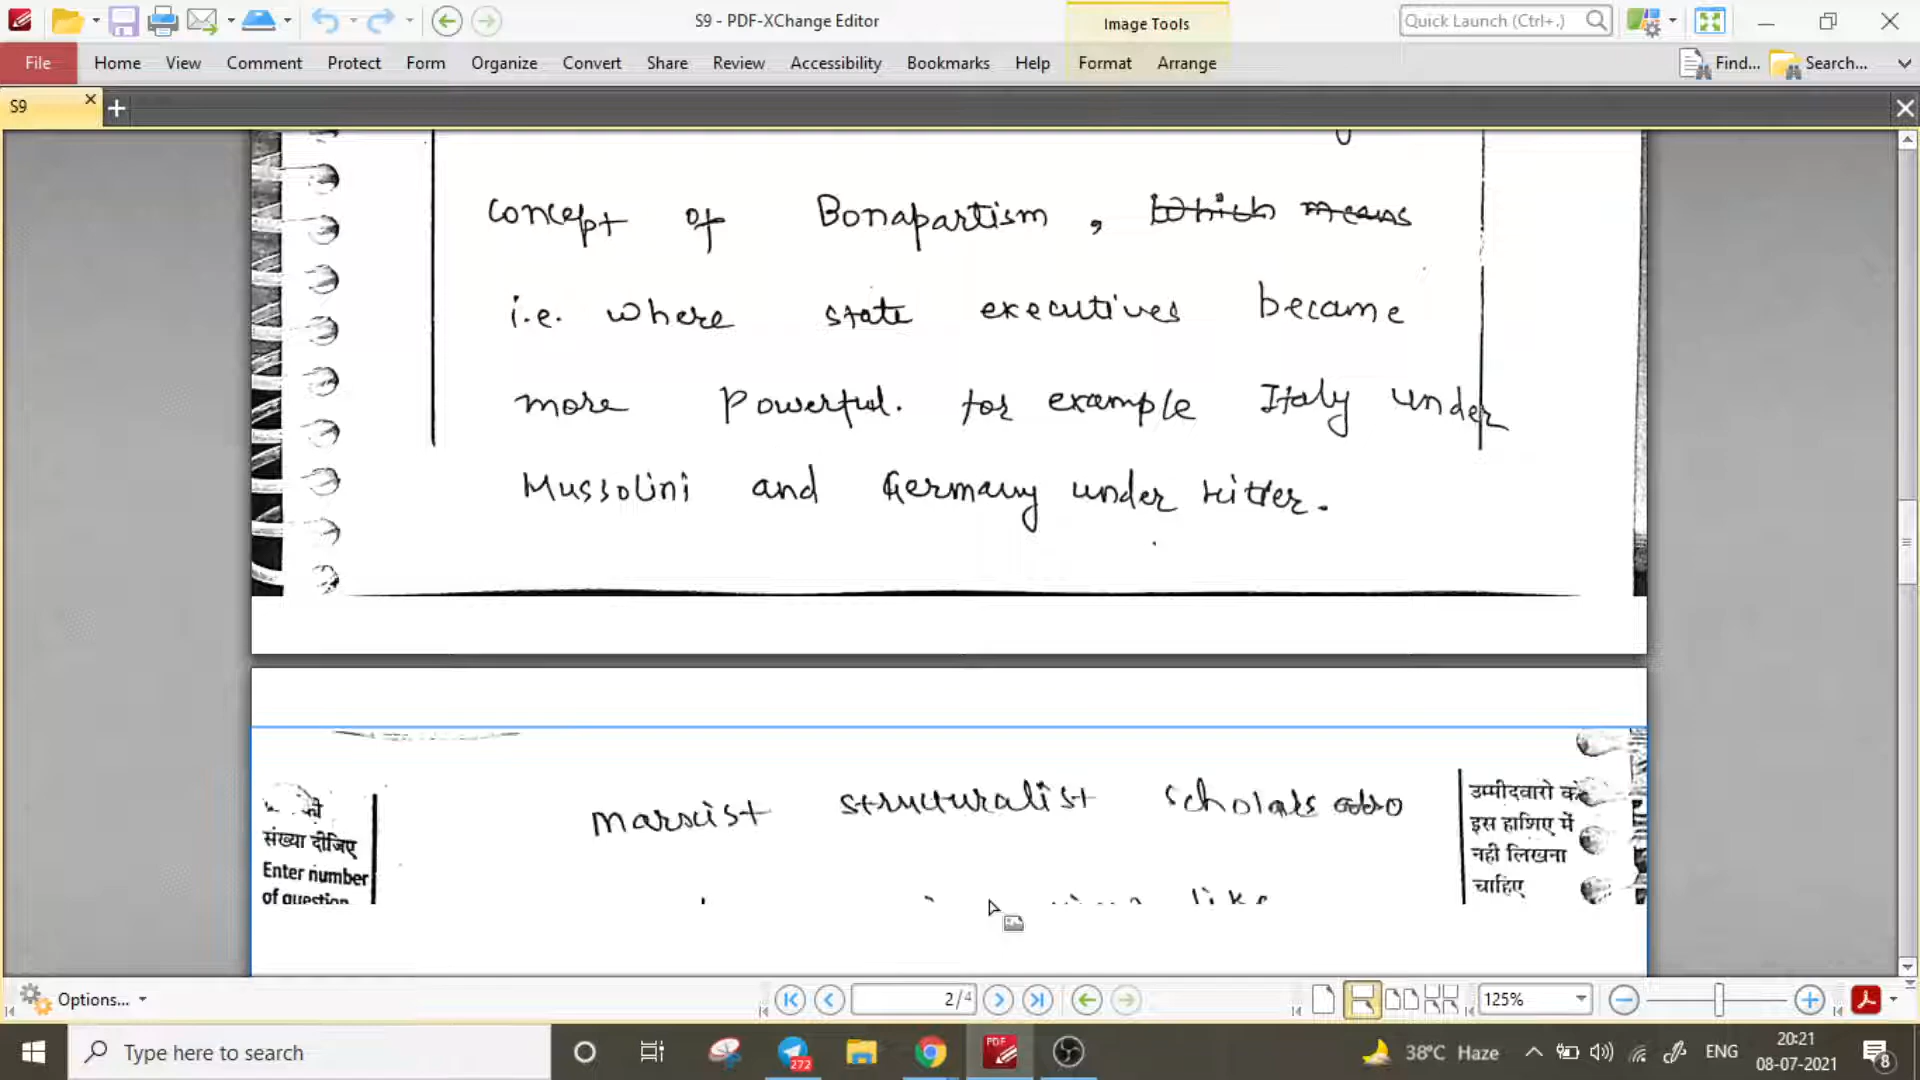 S9 - PDF-XChange Editor
Image Tools
Quick Launch (Ctrl+.)
File Home View Comment Protect Form Organize Convert Share Review Accessibility Bookmarks Help Format Arrange Find... Search...
S9
concept of Bonapartism, which means
i.e. where state executives became
more powerful. for example Italy under
Mussolini and Germany under Hitler.
marxist structuralist scholars also
को
संख्या दीजिए
Enter number
of question
उम्मीदवारो को
इस हाशिए में
नही लिखना
चाहिए
like
Options... 2/4 125%
Type here to search
272
PDF
38°C Haze
ENG
20:21
08-07-2021
8